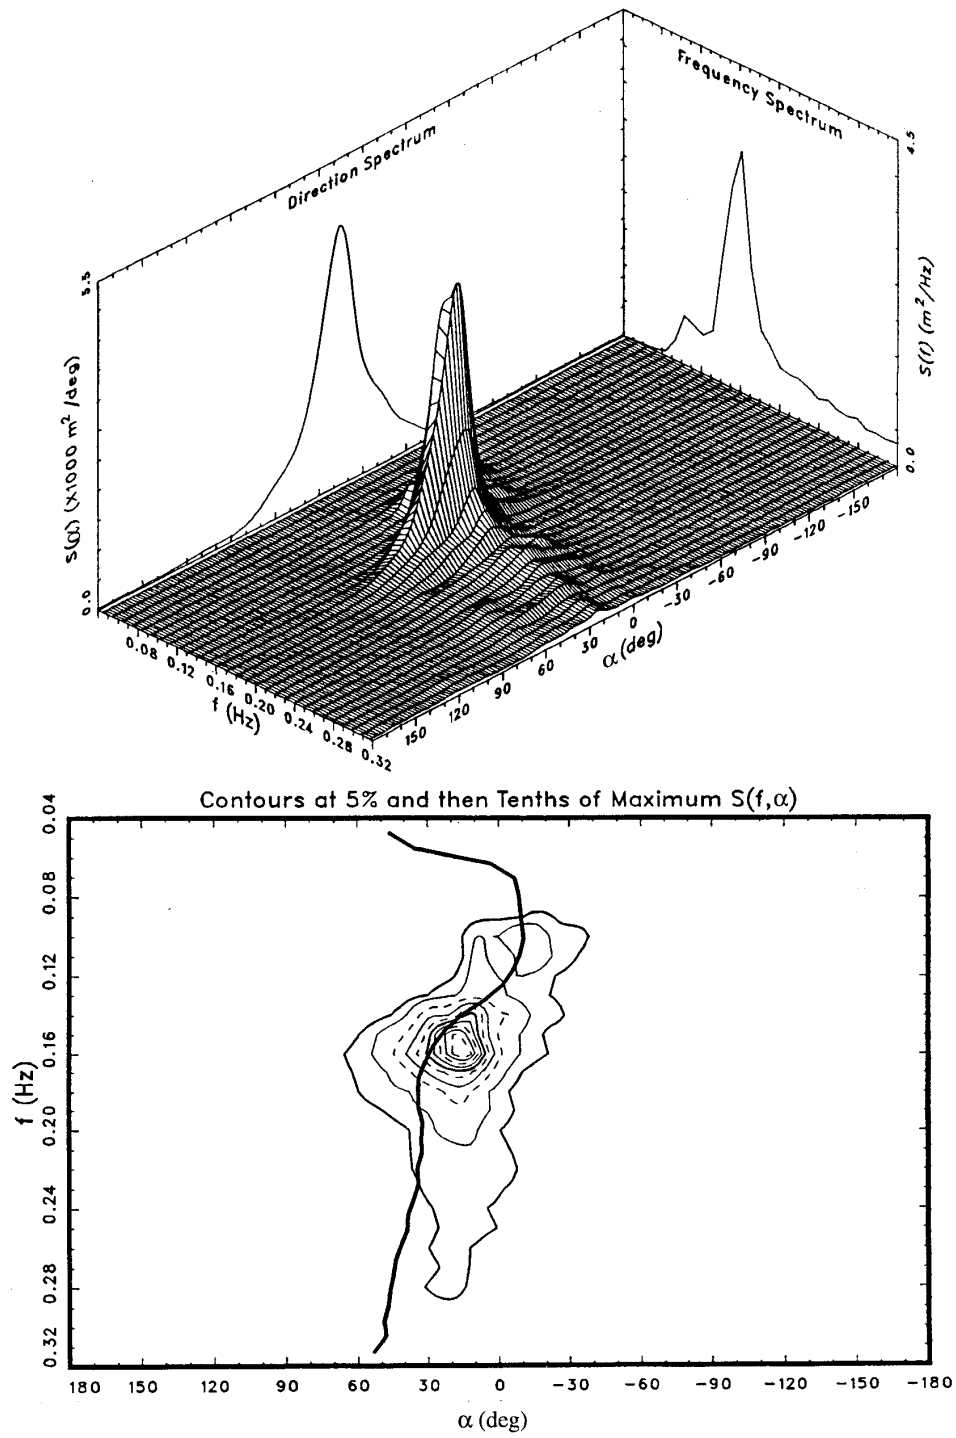 Direction Spectrum
Frequency Spectrum
5.5
S(α) (X1000 m²/deg)
0.0
4.5
S(f) (m²/Hz)
0.0
0.08 0.12 0.16 0.20 0.24 0.28 0.32
f (Hz)
150 120 90 60 30 0 -30 -60 -90 -120 -150
α (deg)
Contours at 5% and then Tenths of Maximum S(f,α)
0.04
0.08
0.12
0.16
0.20
0.24
0.28
0.32
f (Hz)
180 150 120 90 60 30 0 -30 -60 -90 -120 -150 -180
α (deg)